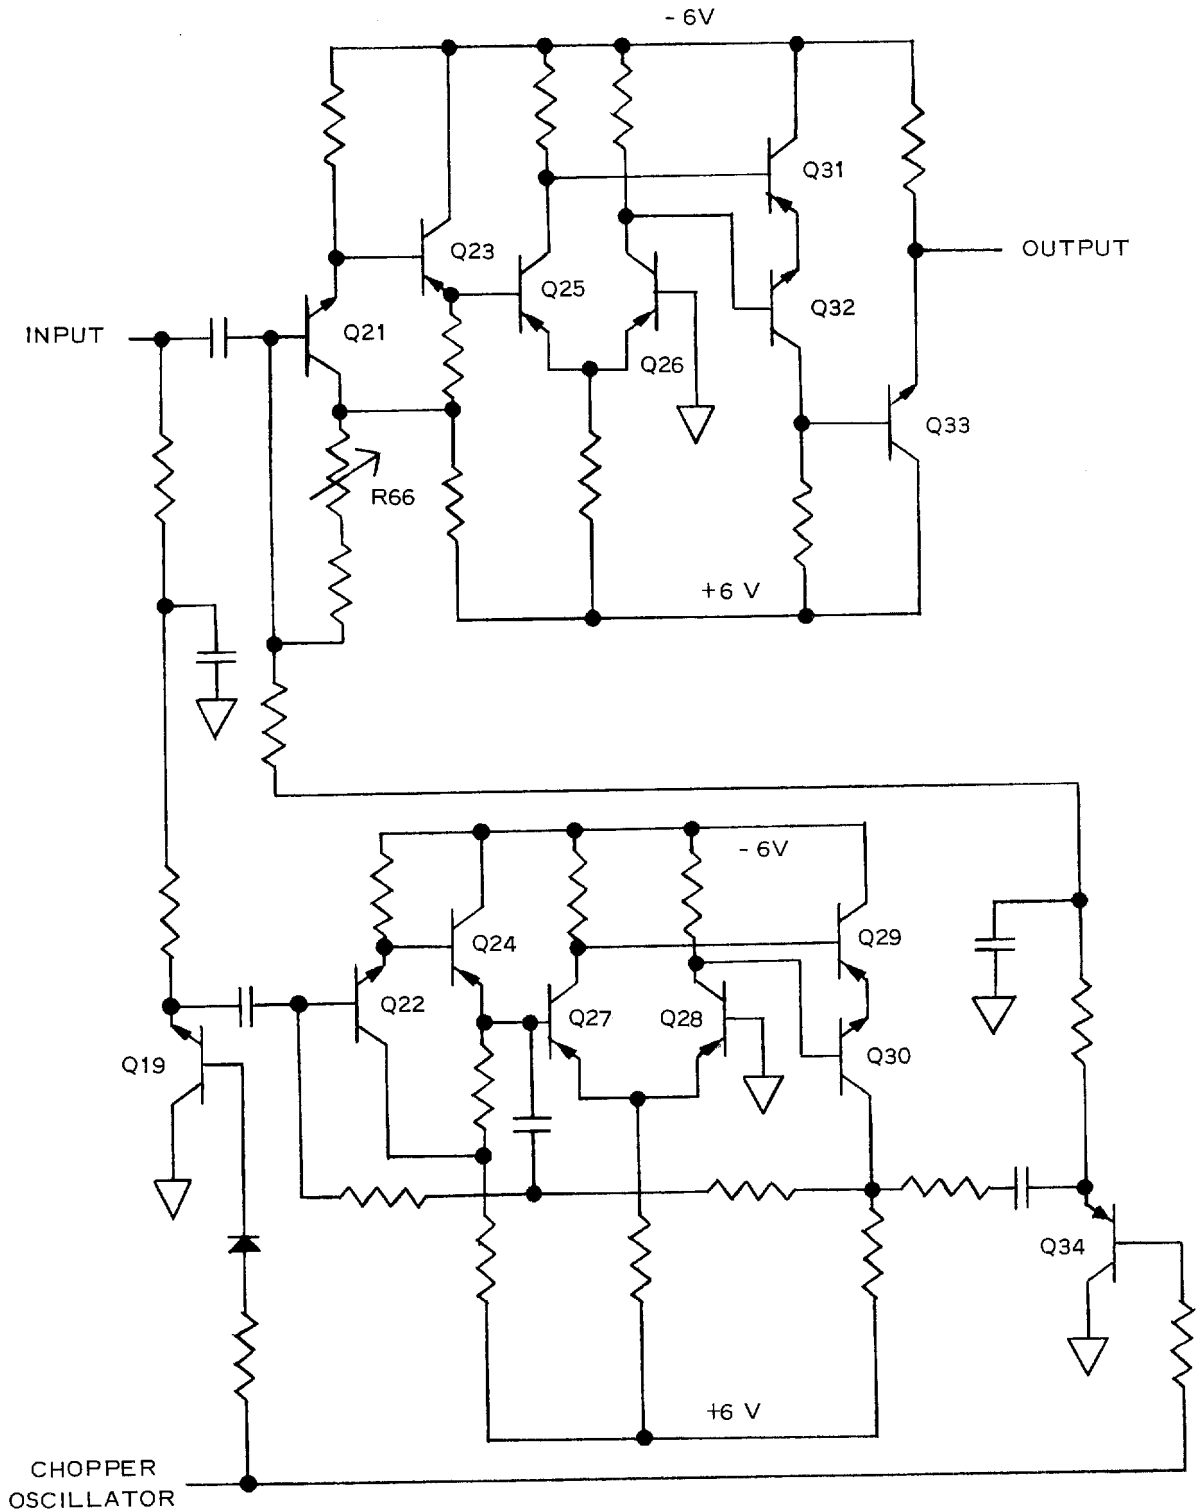 - 6V
Q31
Q23
OUTPUT
Q25
Q32
INPUT
Q21
Q26
Q33
R66
+6 V
- 6V
Q29
Q24
Q22
Q27
Q28
Q30
Q19
Q34
+6 V
CHOPPER
OSCILLATOR